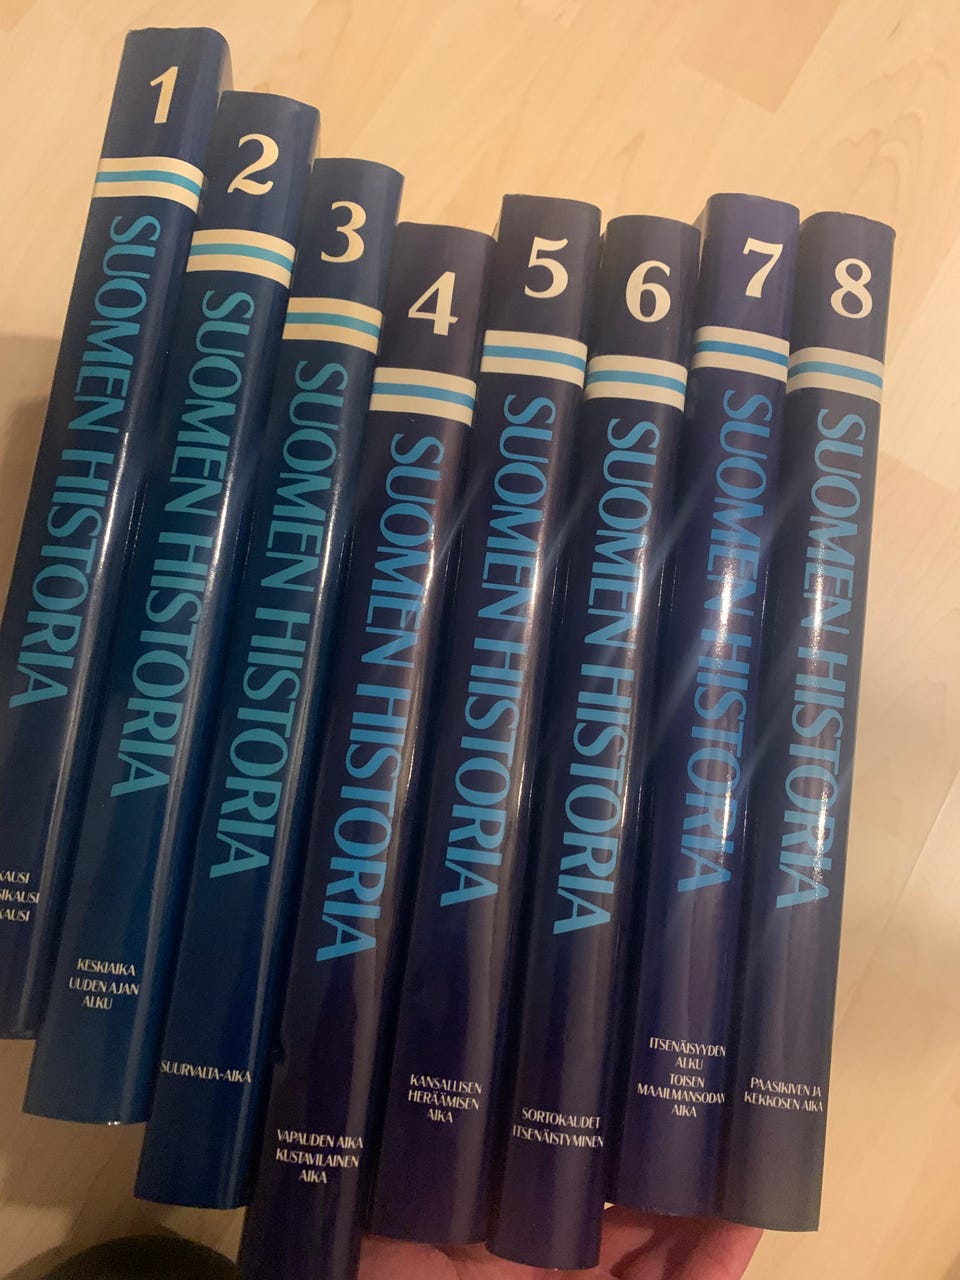 1
SUOMEN HISTORIA
KAUSI
SIKAUSI
KAUSI
2
SUOMEN HISTORIA
KESKIAIKA
UUDEN AJAN
ALKU
3
SUOMEN HISTORIA
SUURVALTA-AIKA
4
SUOMEN HISTORIA
VAPAUDEN AIKA
KUSTAVILAINEN
AIKA
5
SUOMEN HISTORIA
KANSALLISEN
HERÄÄMISEN
AIKA
6
SUOMEN HISTORIA
SORTOKAUDET
ITSENÄISTYMINEN
7
SUOMEN HISTORIA
ITSENÄISYYDEN
ALKU
TOISEN
MAAILMANSODAN
AIKA
8
SUOMEN HISTORIA
PAASIKIVEN JA
KEKKOSEN AIKA